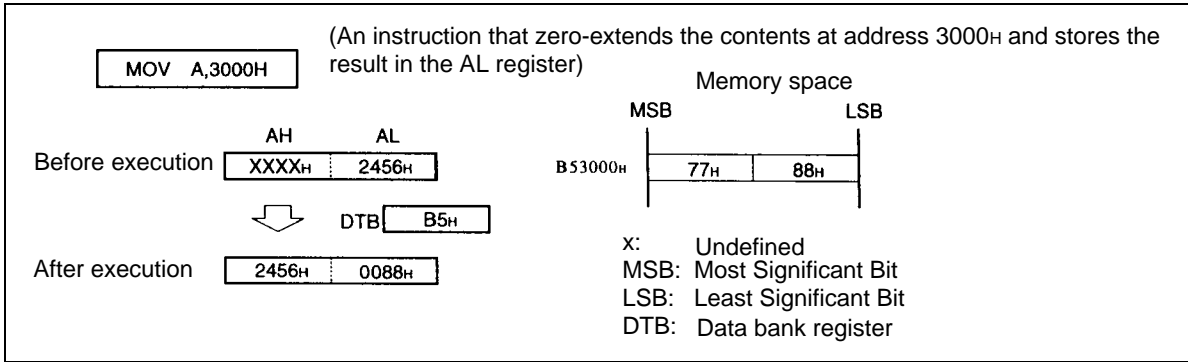 (An instruction that zero-extends the contents at address 3000H and stores the
result in the AL register)
MOV A,3000H
Memory space
MSB LSB
AH AL
Before execution XXXXH 2456H
B53000H 77H 88H
DTB B5H
After execution 2456H 0088H
x: Undefined
MSB: Most Significant Bit
LSB: Least Significant Bit
DTB: Data bank register